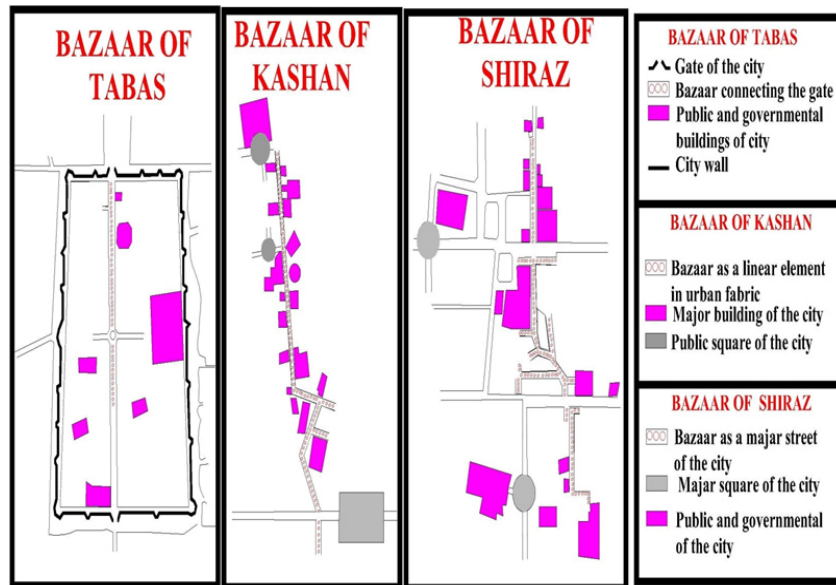 BAZAAR OF
TABAS
BAZAAR OF
KASHAN
BAZAAR OF
SHIRAZ
BAZAAR OF TABAS
Gate of the city
Bazaar connecting the gate
Public and governmental
buildings of city
City wall
BAZAAR OF KASHAN
Bazaar as a linear element
in urban fabric
Major building of the city
Public square of the city
BAZAAR OF SHIRAZ
Bazaar as a majar street
of the city
Majar square of the city
Public and governmental
of the city